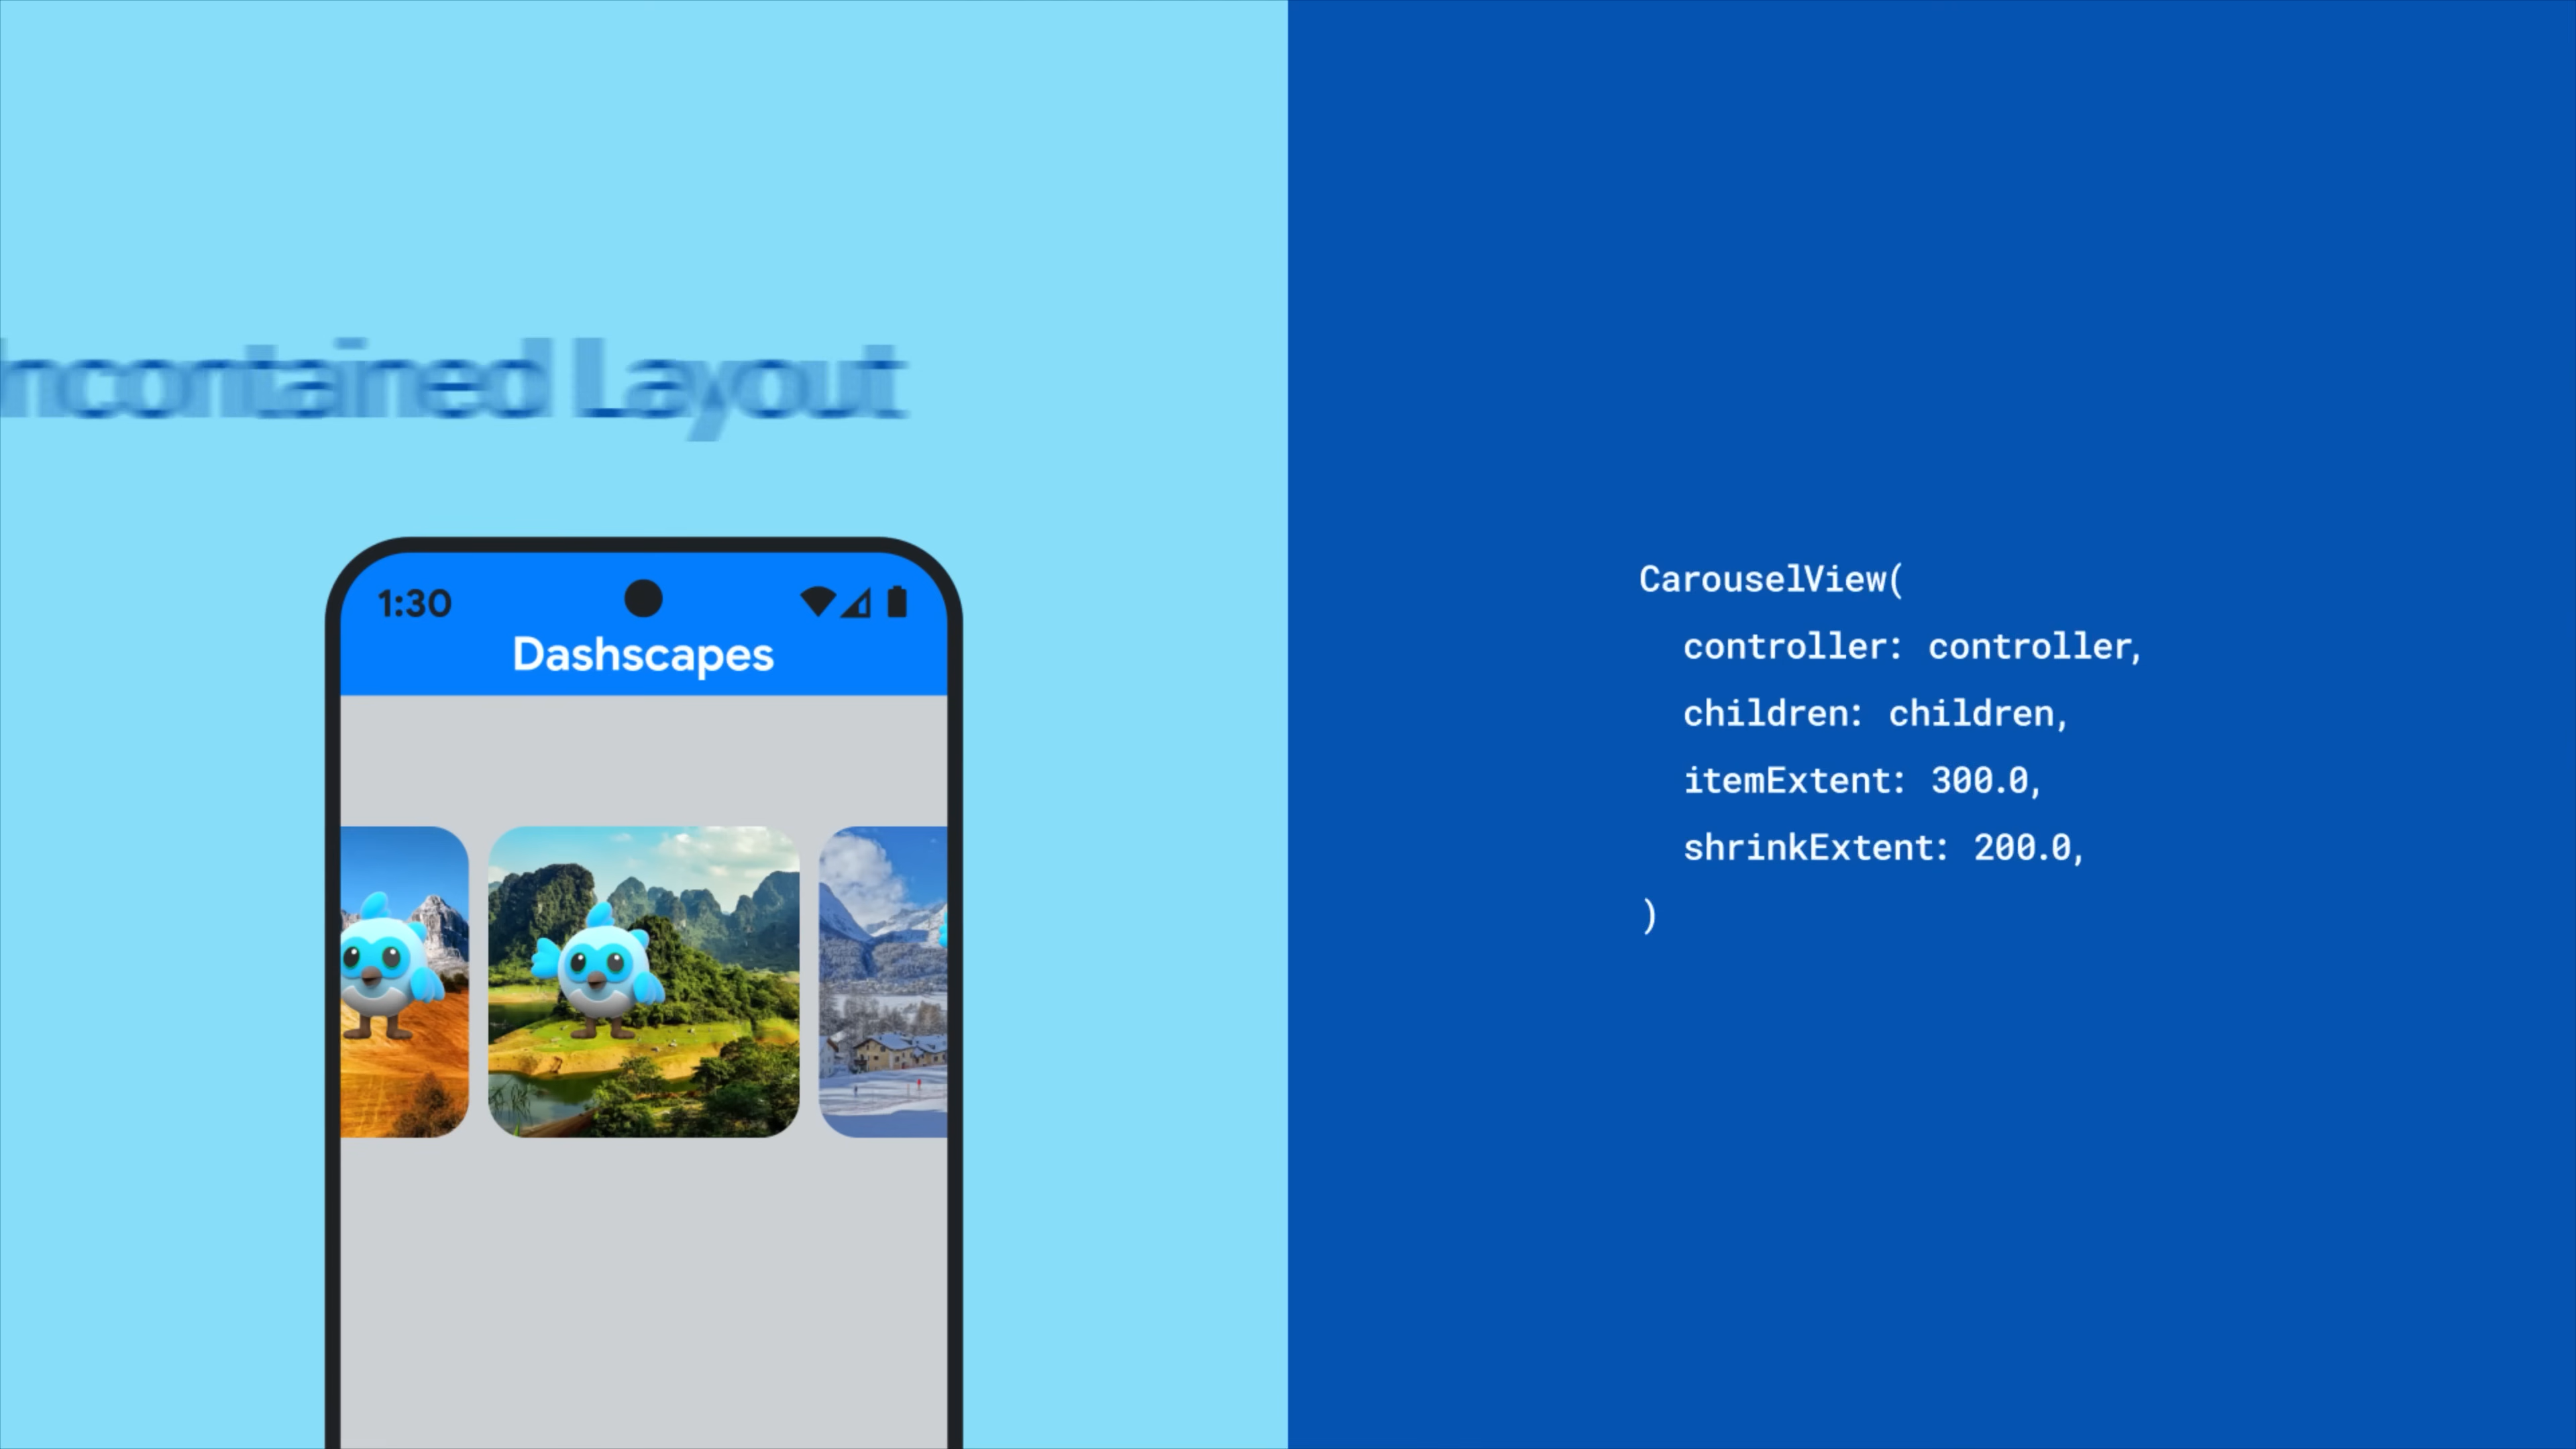 ncontained Layout
1:30
Dashscapes
CarouselView(
  controller: controller,
  children: children,
  itemExtent: 300.0,
  shrinkExtent: 200.0,
)